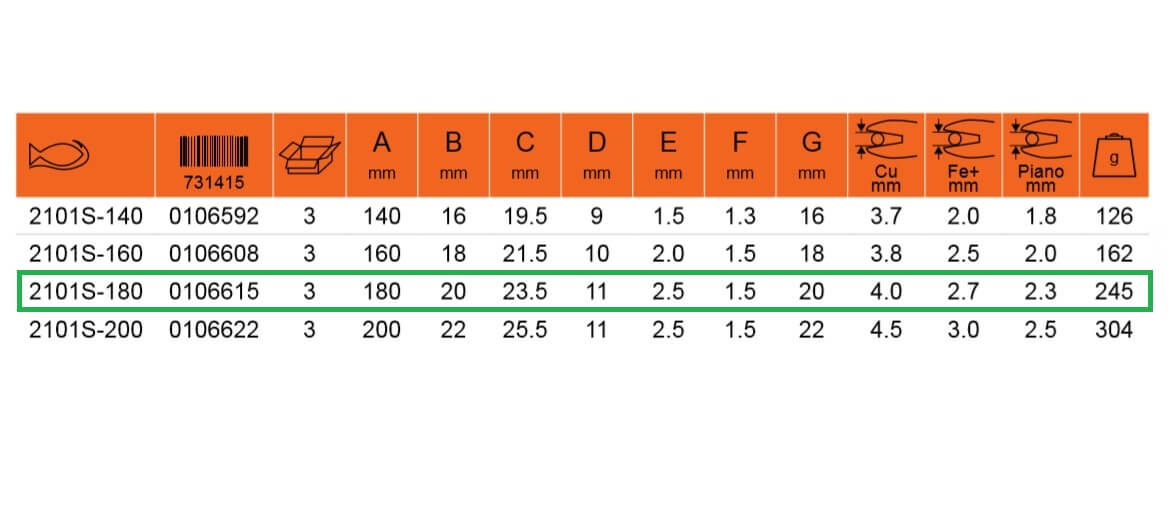 731415 A mm B mm C mm D mm E mm F mm G mm Cu mm Fe+ mm Piano mm g
2101S-140 0106592 3 140 16 19.5 9 1.5 1.3 16 3.7 2.0 1.8 126
2101S-160 0106608 3 160 18 21.5 10 2.0 1.5 18 3.8 2.5 2.0 162
2101S-180 0106615 3 180 20 23.5 11 2.5 1.5 20 4.0 2.7 2.3 245
2101S-200 0106622 3 200 22 25.5 11 2.5 1.5 22 4.5 3.0 2.5 304